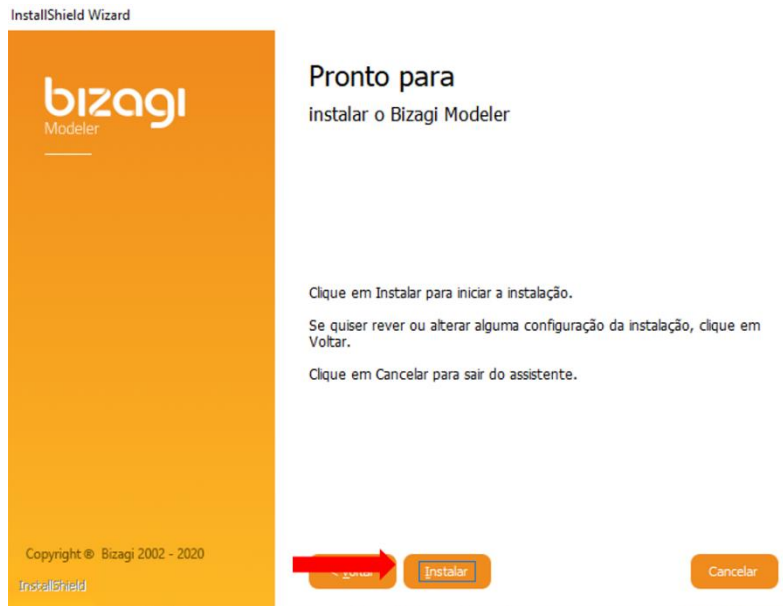 InstallShield Wizard
bizagi
Modeler
Pronto para
instalar o Bizagi Modeler
Clique em Instalar para iniciar a instalação.
Se quiser rever ou alterar alguma configuração da instalação, clique em
Voltar.
Clique em Cancelar para sair do assistente.
Copyright ® Bizagi 2002 - 2020
InstallShield
< Voltar Instalar Cancelar